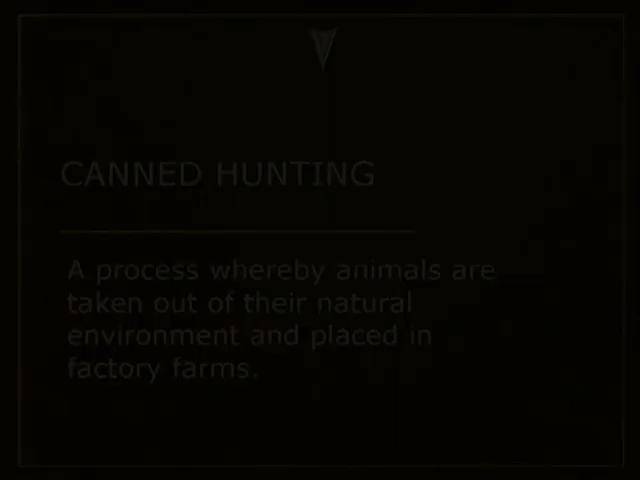 CANNED HUNTING
A process whereby animals are
taken out of their natural
environment and placed in
factory farms.